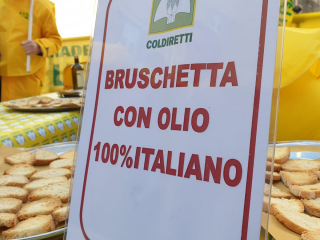 COLDIRETTI
BRUSCHETTA
CON OLIO
100%ITALIANO